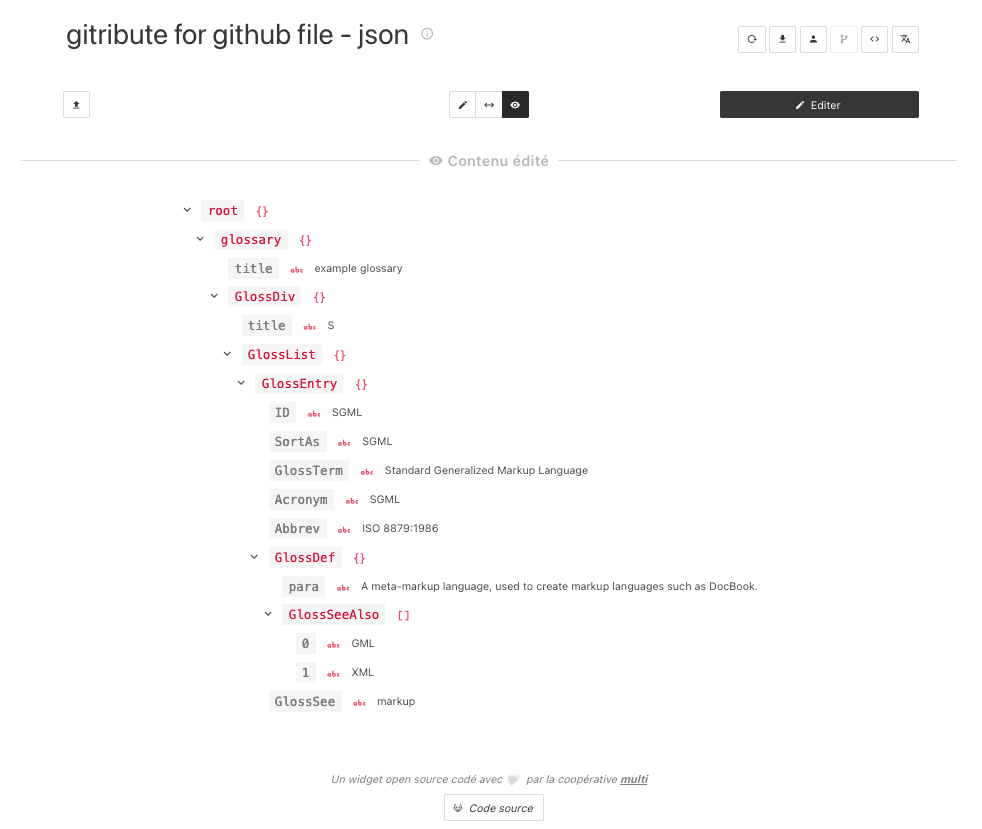 gitribute for github file - json
Editer
Contenu édité
root {}
glossary {}
title abc example glossary
GlossDiv {}
title abc S
GlossList {}
GlossEntry {}
ID abc SGML
SortAs abc SGML
GlossTerm abc Standard Generalized Markup Language
Acronym abc SGML
Abbrev abc ISO 8879:1986
GlossDef {}
para abc A meta-markup language, used to create markup languages such as DocBook.
GlossSeeAlso []
0 abc GML
1 abc XML
GlossSee abc markup
Un widget open source codé avec 🤍 par la coopérative multi
Code source